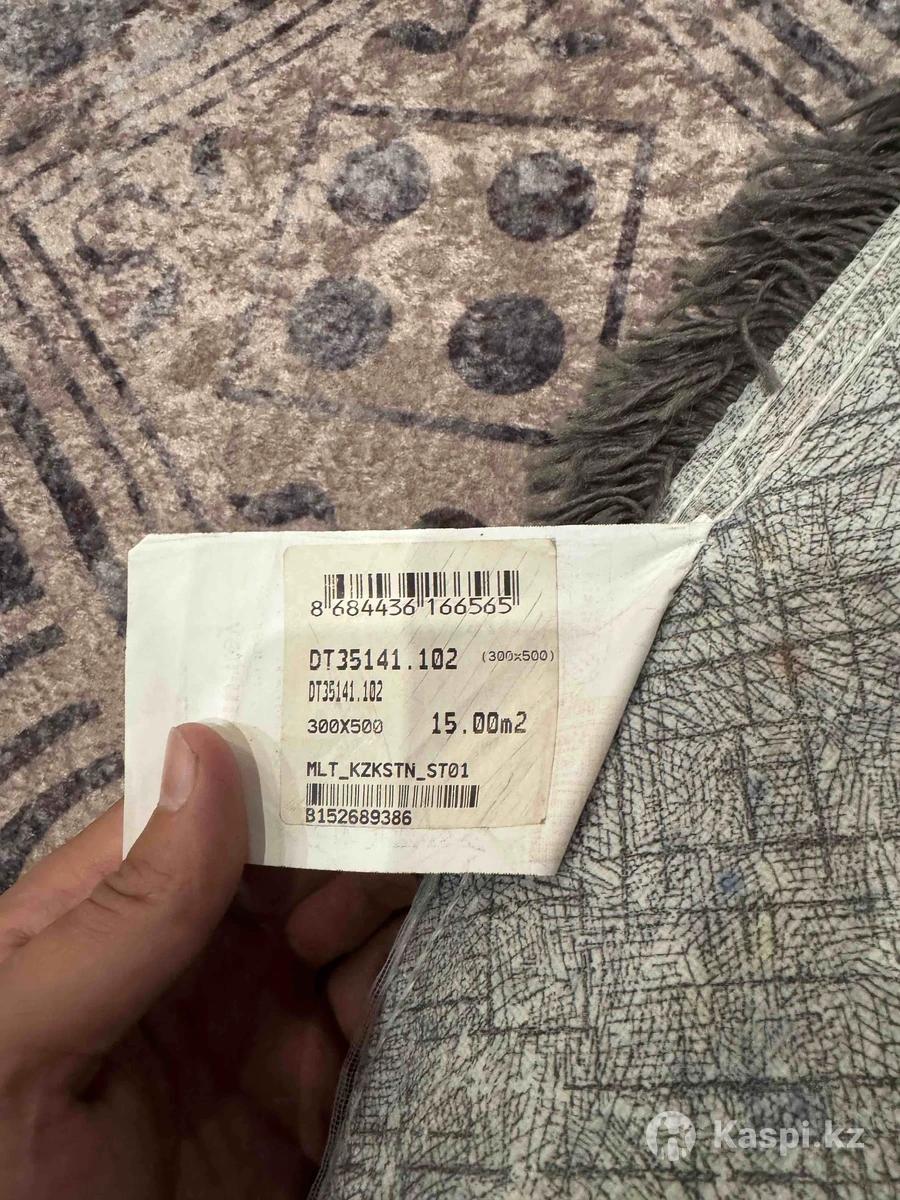 8 684436 166565
DT35141.102 (300x500)
DT35141.102
300X500 15.00m2
MLT_KZKSTN_ST01
B152689386
Kaspi.kz